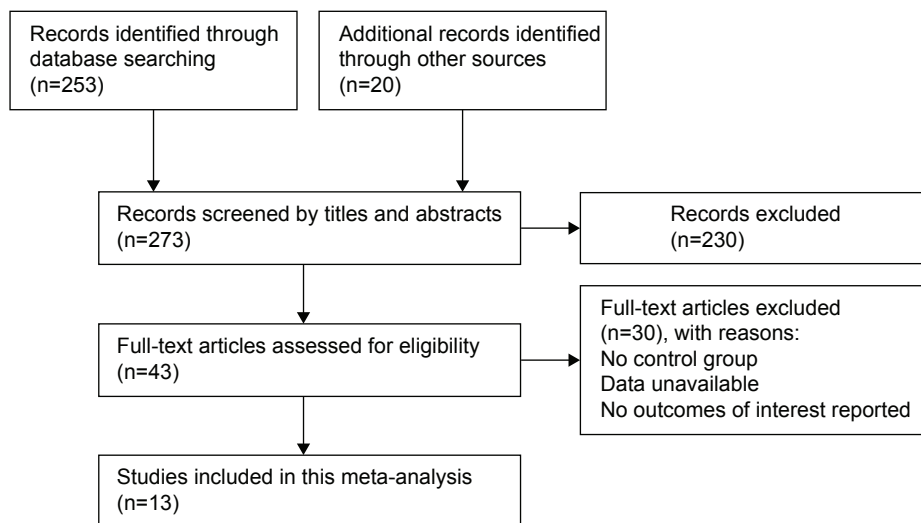 Records identified through
database searching
(n=253)
Additional records identified
through other sources
(n=20)
Records screened by titles and abstracts
(n=273)
Records excluded
(n=230)
Full-text articles assessed for eligibility
(n=43)
Full-text articles excluded
(n=30), with reasons:
No control group
Data unavailable
No outcomes of interest reported
Studies included in this meta-analysis
(n=13)